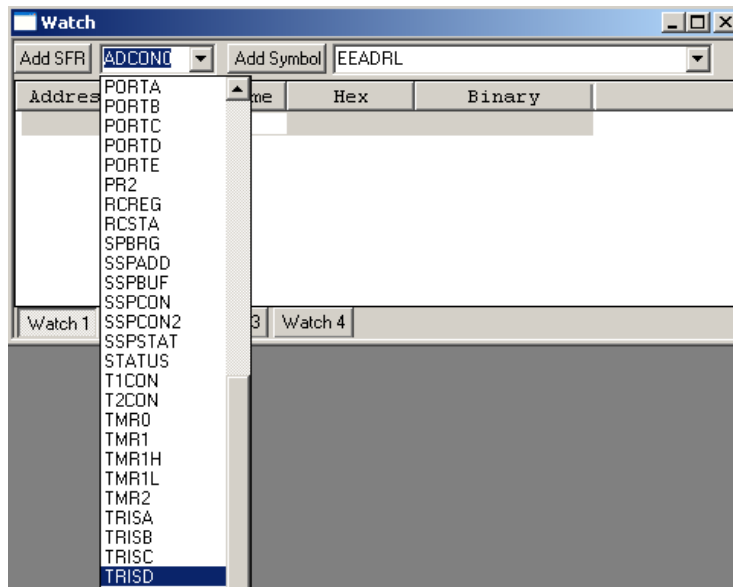 Watch
Add SFR ADCON0 Add Symbol EEADRL
Hex Binary
PORTA
PORTB
PORTC
PORTD
PORTE
PR2
RCREG
RCSTA
SPBRG
SSPADD
SSPBUF
SSPCON
SSPCON2
SSPSTAT
STATUS
T1CON
T2CON
TMR0
TMR1
TMR1H
TMR1L
TMR2
TRISA
TRISB
TRISC
TRISD
Watch 1 3 Watch 4